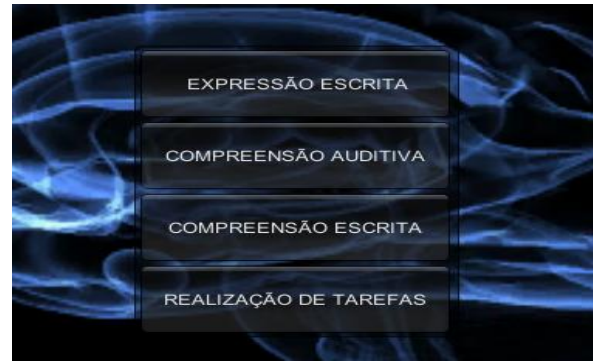 EXPRESSÃO ESCRITA
COMPREENSÃO AUDITIVA
COMPREENSÃO ESCRITA
REALIZAÇÃO DE TAREFAS